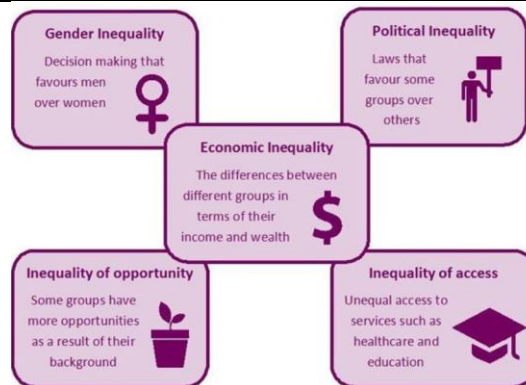 Gender Inequality
Decision making that
favours men
over women
Political Inequality
Laws that
favour some
groups over
others
Economic Inequality
The differences between
different groups in
terms of their
income and wealth
$
Inequality of opportunity
Some groups have
more opportunities
as a result of their
background
Inequality of access
Unequal access to
services such as
healthcare and
education